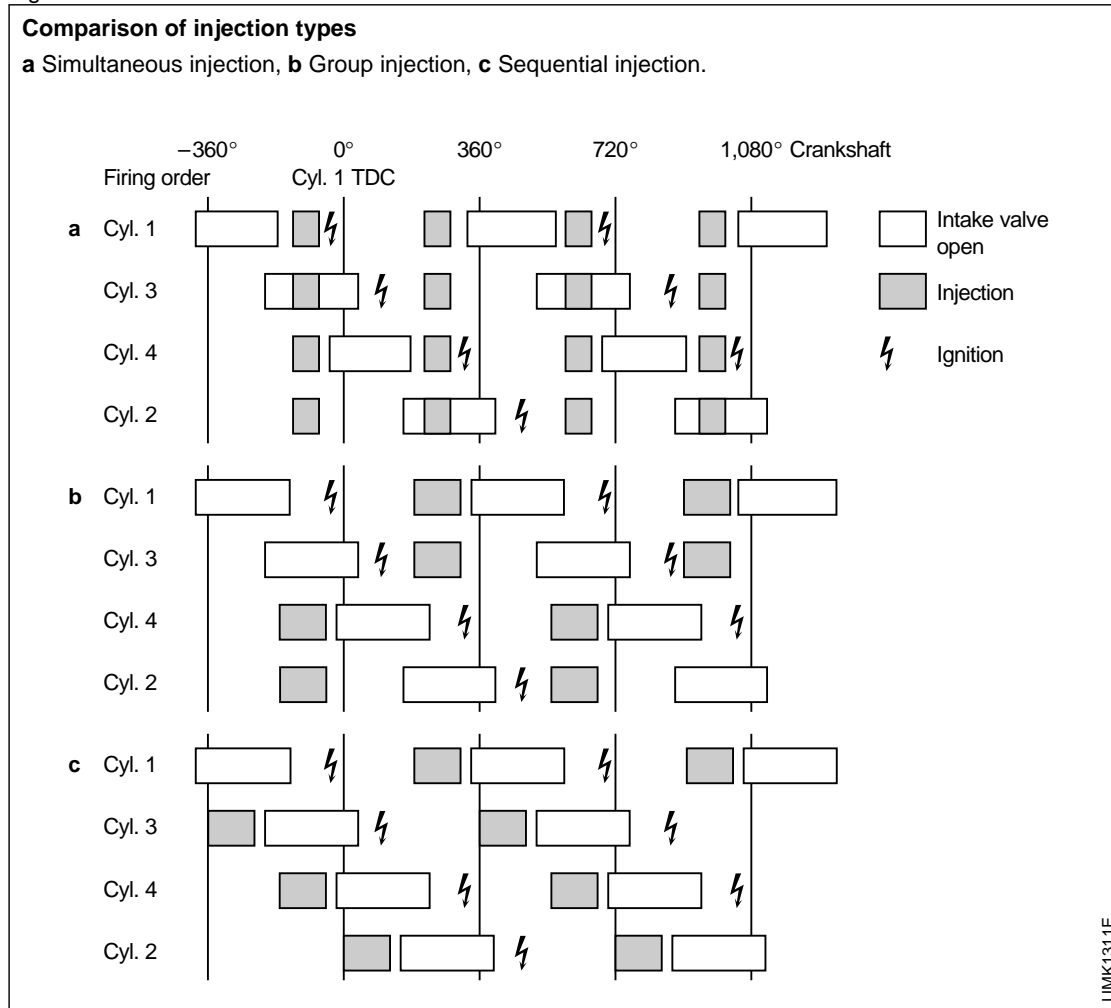 Comparison of injection types
a Simultaneous injection, b Group injection, c Sequential injection.
–360° 0° 360° 720° 1,080° Crankshaft
Firing order Cyl. 1 TDC
a Cyl. 1
Cyl. 3
Cyl. 4
Cyl. 2
Intake valve
open
Injection
Ignition
b Cyl. 1
Cyl. 3
Cyl. 4
Cyl. 2
c Cyl. 1
Cyl. 3
Cyl. 4
Cyl. 2